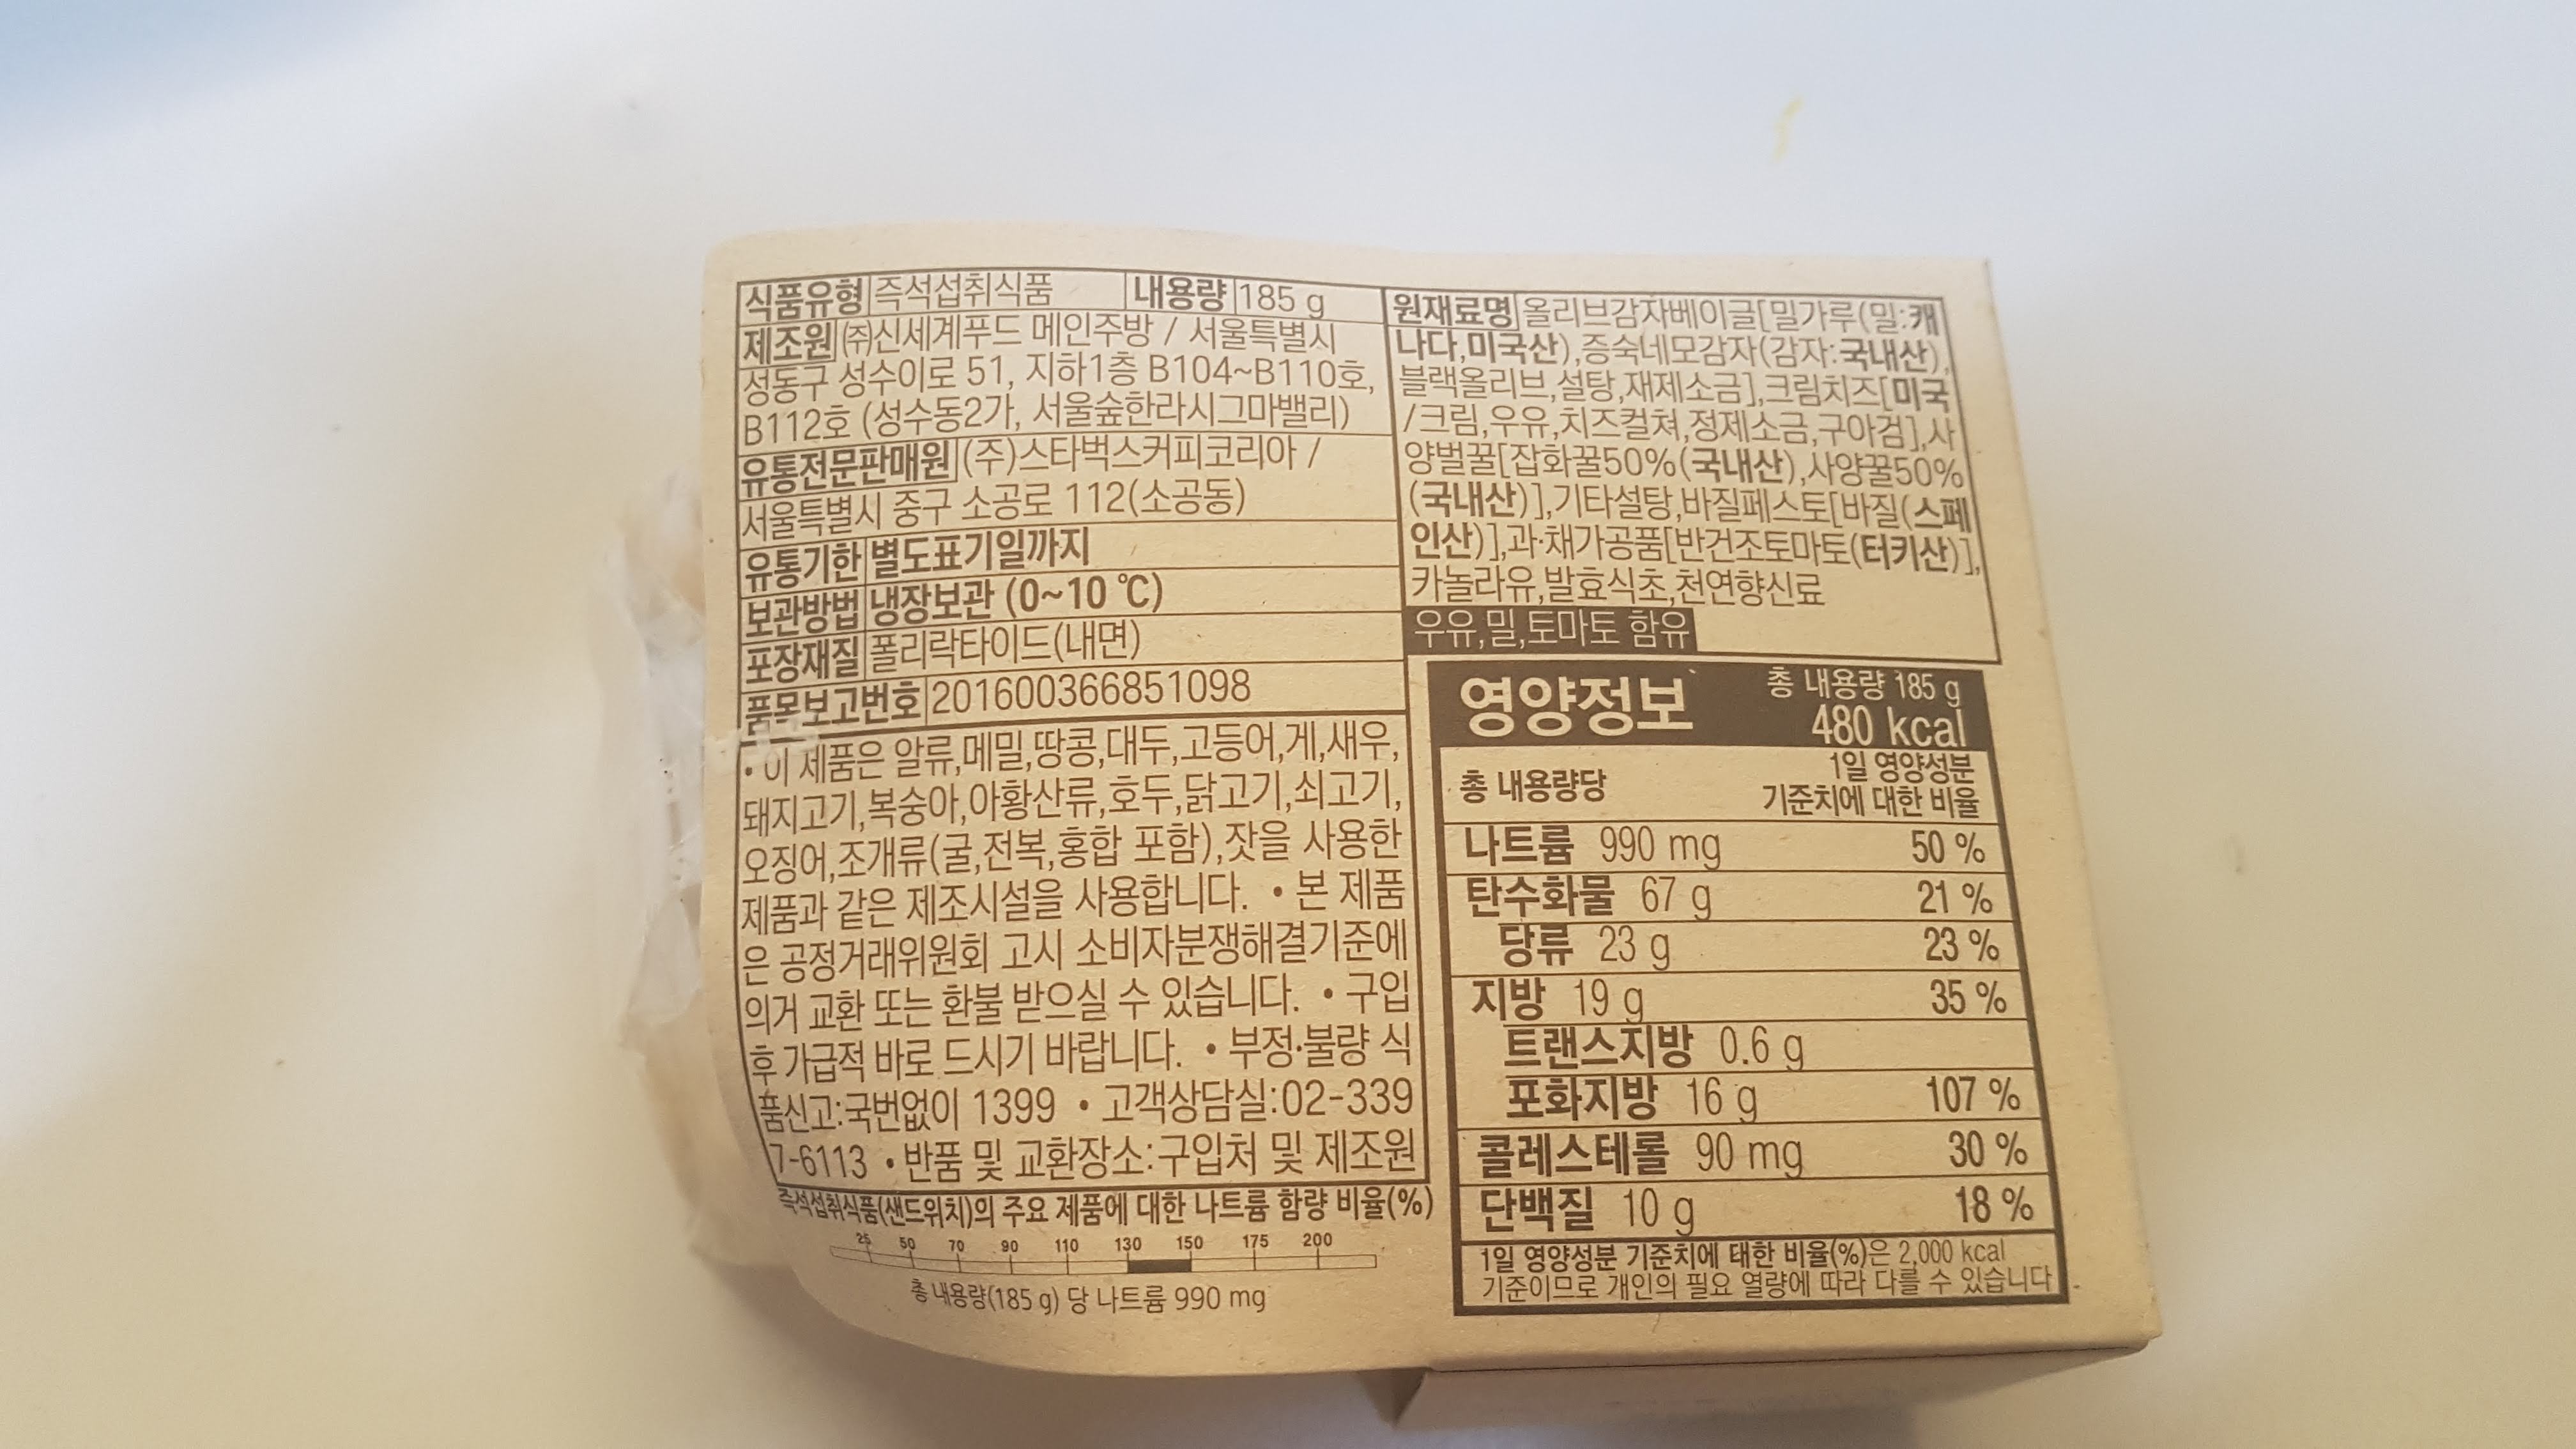 식품유형 즉석섭취식품 내용량 185 g
제조원 (주)신세계푸드 메인주방 / 서울특별시
성동구 성수이로 51, 지하1층 B104~B110호,
B112호 (성수동2가, 서울숲한라시그마밸리)
유통전문판매원 (주)스타벅스커피코리아 /
서울특별시 중구 소공로 112(소공동)
유통기한 별도표기일까지
보관방법 냉장보관 (0~10 ℃)
포장재질 폴리락타이드(내면)
품목보고번호 201600366851098
• 이 제품은 알류,메밀,땅콩,대두,고등어,게,새우,
돼지고기,복숭아,아황산류,호두,닭고기,쇠고기,
오징어,조개류(굴,전복,홍합 포함),잣을 사용한
제품과 같은 제조시설을 사용합니다. • 본 제품
은 공정거래위원회 고시 소비자분쟁해결기준에
의거 교환 또는 환불 받으실 수 있습니다. • 구입
후 가급적 바로 드시기 바랍니다. • 부정·불량 식
품신고:국번없이 1399 • 고객상담실:02-339
7-6113 • 반품 및 교환장소:구입처 및 제조원
즉석섭취식품(샌드위치)의 주요 제품에 대한 나트륨 함량 비율(%)
25 50 70 90 110 130 150 175 200
총 내용량(185 g) 당 나트륨 990 mg
원재료명 올리브감자베이글[밀가루(밀:캐
나다,미국산),증숙네모감자(감자:국내산),
블랙올리브,설탕,재제소금],크림치즈[미국
/크림,우유,치즈컬쳐,정제소금,구아검],사
양벌꿀[잡화꿀50%(국내산),사양꿀50%
(국내산)],기타설탕,바질페스토[바질(스페
인산)],과·채가공품[반건조토마토(터키산)],
카놀라유,발효식초,천연향신료
우유,밀,토마토 함유
영양정보 총 내용량 185 g
480 kcal
총 내용량당 1일 영양성분
기준치에 대한 비율
나트륨 990 mg 50 %
탄수화물 67 g 21 %
당류 23 g 23 %
지방 19 g 35 %
트랜스지방 0.6 g
포화지방 16 g 107 %
콜레스테롤 90 mg 30 %
단백질 10 g 18 %
1일 영양성분 기준치에 대한 비율(%)은 2,000 kcal
기준이므로 개인의 필요 열량에 따라 다를 수 있습니다